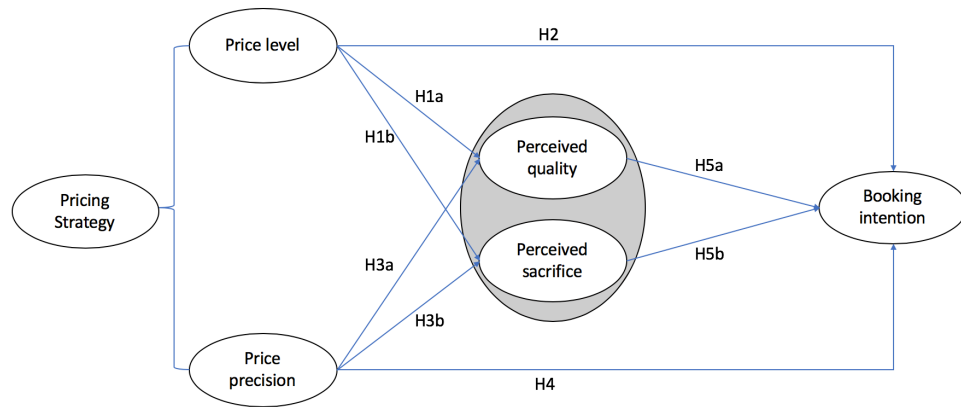 Price level
H2
H1a
H1b
Perceived
quality
H5a
Pricing
Strategy
Booking
intention
Perceived
sacrifice
H5b
H3a
H3b
Price
precision
H4